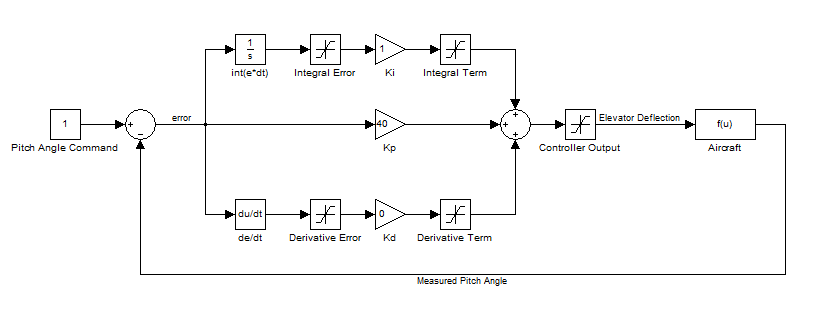 1
s
int(e*dt)
Integral Error
1
Ki
Integral Term
error
1
Pitch Angle Command
+
−
40
Kp
+
+
+
Controller Output
Elevator Deflection
f(u)
Aircraft
du/dt
de/dt
Derivative Error
0
Kd
Derivative Term
Measured Pitch Angle